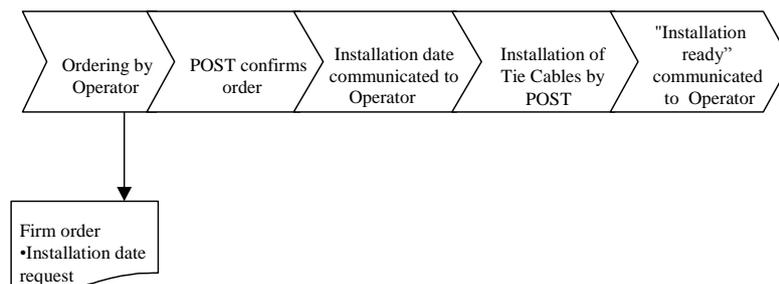 Ordering by
Operator
POST confirms
order
Installation date
communicated to
Operator
Installation of
Tie Cables by
POST
"Installation
ready”
communicated
to Operator
Firm order
•Installation date
request